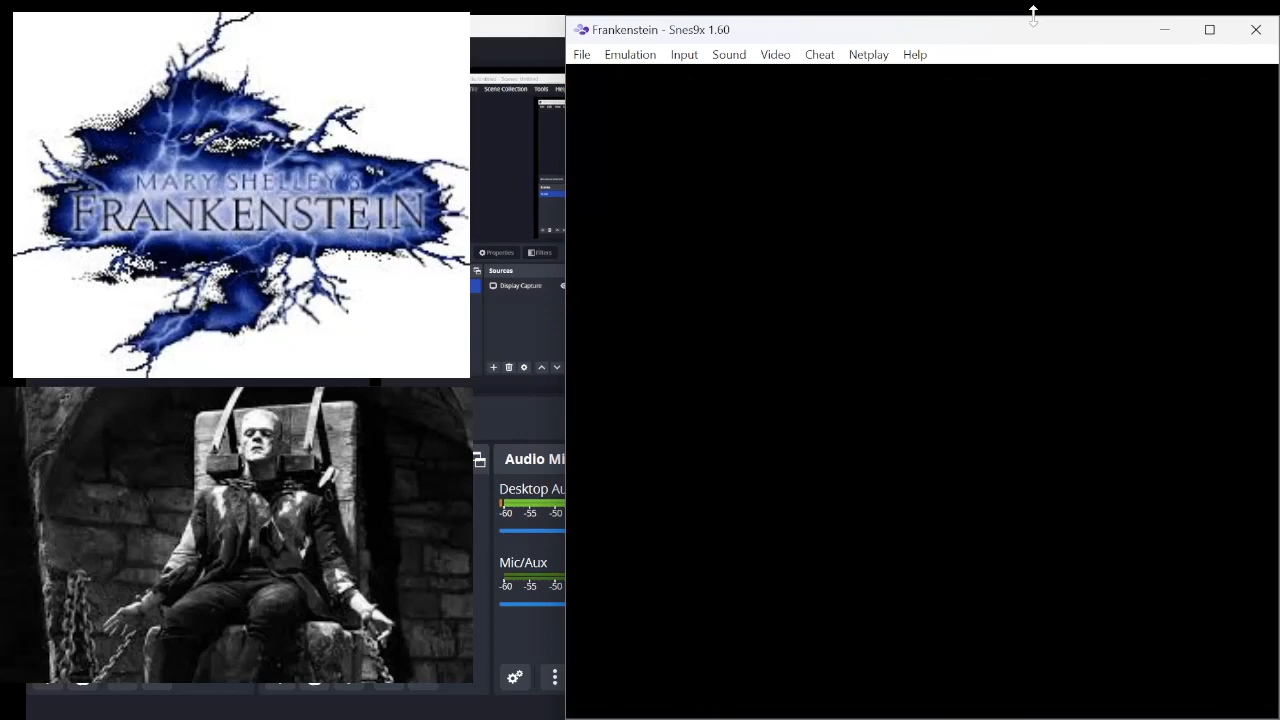 MARY SHELLEY'S
FRANKENSTEIN
Scene Collection Tools
Properties Filters
Sources
Display Capture
Audio Mi
Desktop Au
-60 -55 -50
Mic/Aux
-60 -55 -50
Frankenstein - Snes9x 1.60
File Emulation Input Sound Video Cheat Netplay Help